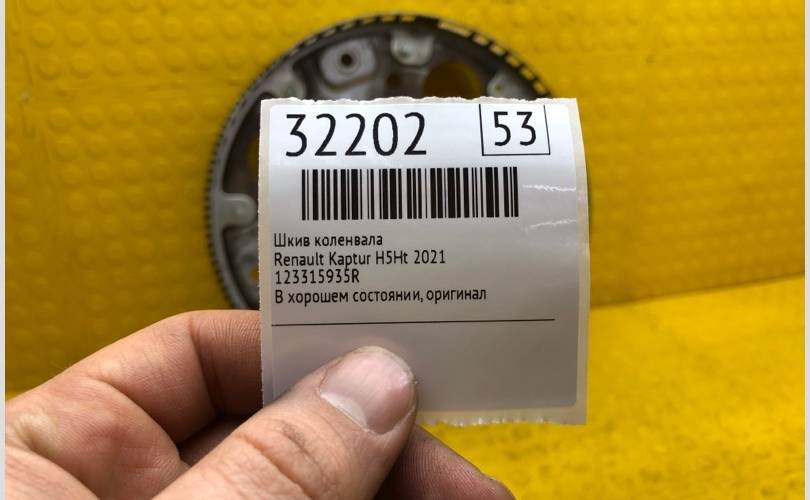 32202
53
Шкив коленвала
Renault Kaptur H5Ht 2021
123315935R
В хорошем состоянии, оригинал